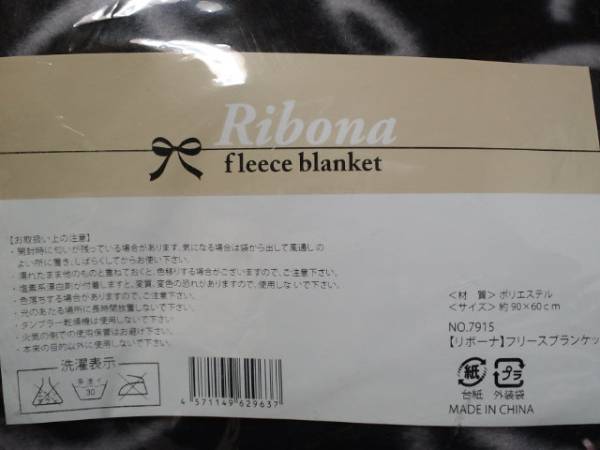 Ribona
fleece blanket
【お取扱い上の注意】
・開封時に匂いが残っている場合があります。気になる場合は袋から出して風通しの
よい所に置き、しばらくしてからお使い下さい。
・濡れたまま他のものと重ねておくと、色移りする場合がございますので、ご注意下さい。
・塩素系漂白剤が付着しますと、変質、変色の恐れがありますので、使用しないで下さい。
・色落ちする場合がありますので、ご注意下さい。
・光のあたる場所に長時間放置しないで下さい。
・タンブラー乾燥機は使用しないで下さい。
・火気の側での使用保管はお避け下さい。
・本来の目的以外に使用しないで下さい。
洗濯表示
手洗イ
30
4 571149 629637
＜材　質＞ポリエステル
＜サイズ＞約90×60cm
NO.7915
【リボーナ】フリースブランケッ
紙 プラ
台紙 外装袋
MADE IN CHINA